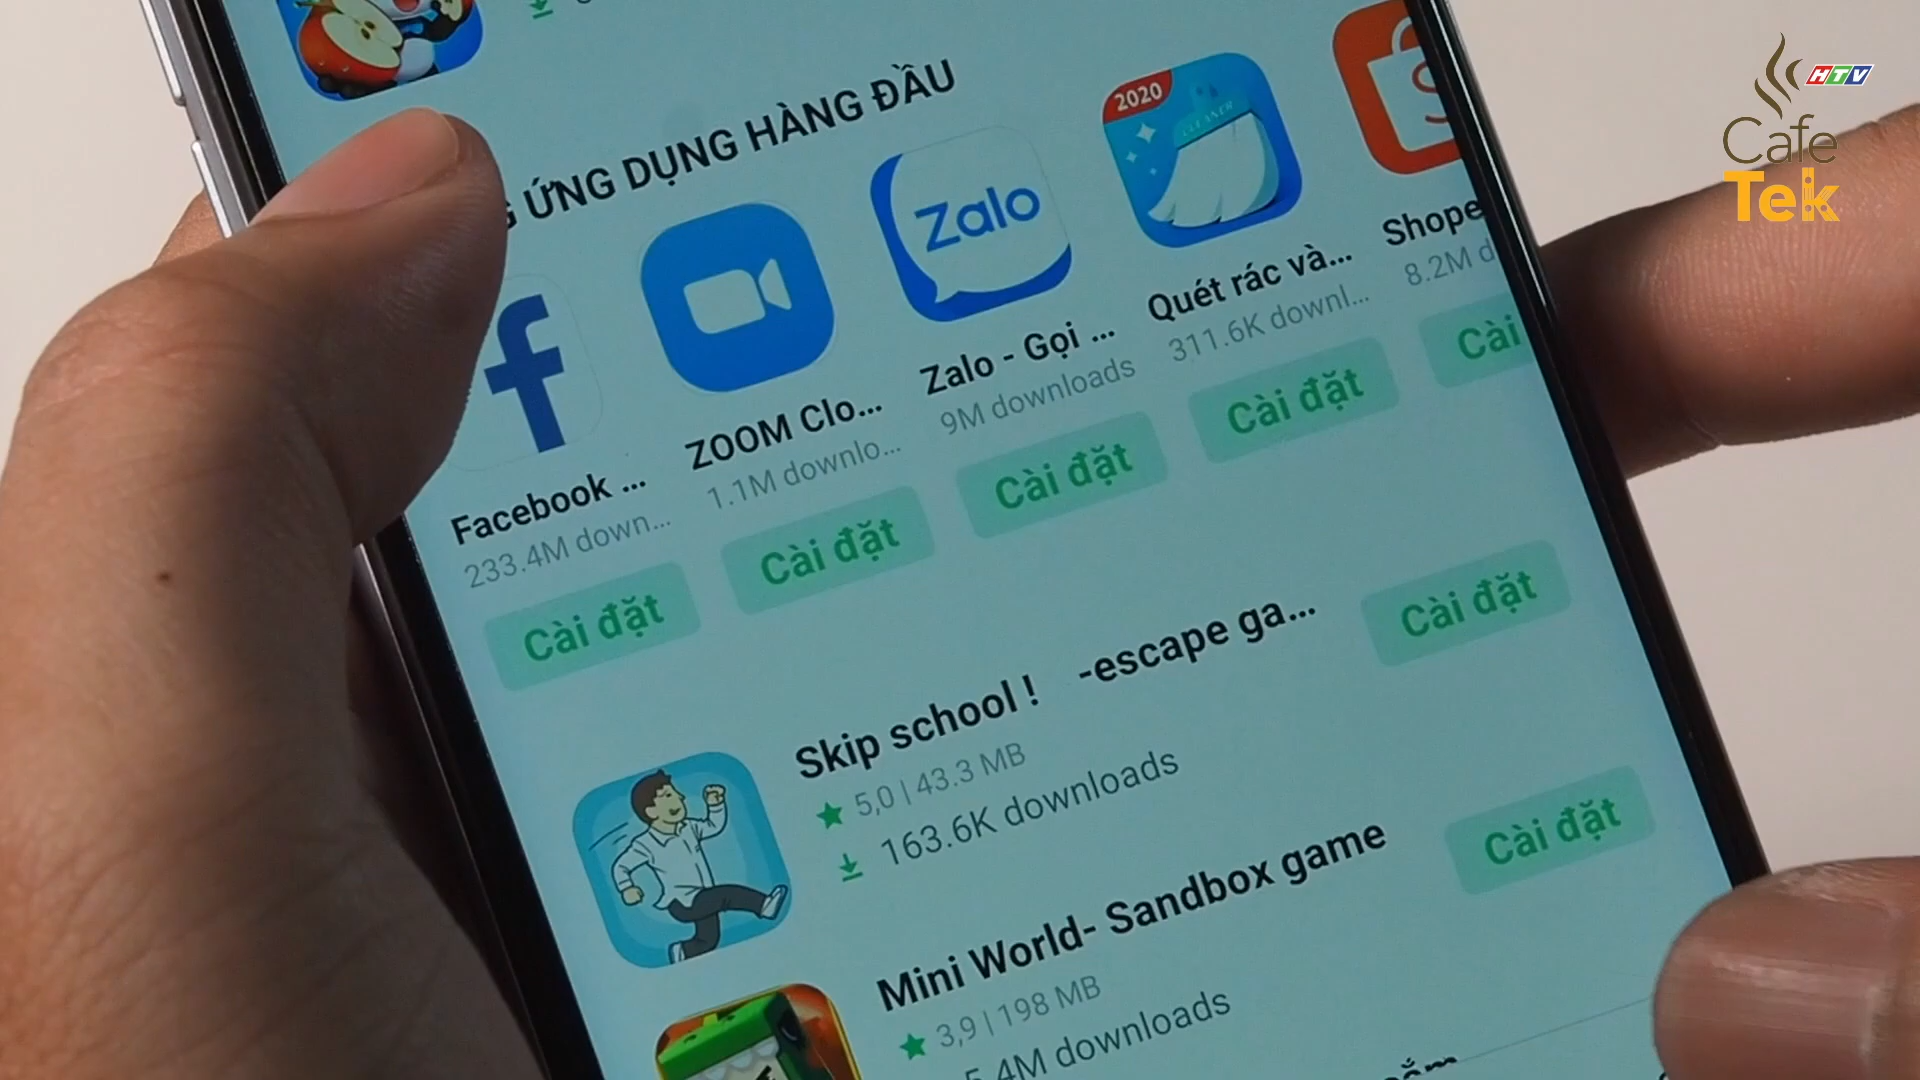 HTV
Cafe
Tek
ỨNG DỤNG HÀNG ĐẦU
2020
CLEANER
Zalo
Facebook ...
233.4M down...
Cài đặt
ZOOM Clo...
1.1M downlo...
Cài đặt
Zalo - Gọi ...
9M downloads
Cài đặt
Quét rác và...
311.6K downl...
Cài đặt
Shope
8.2M d
Cài
Skip school ! -escape ga...
5,0 | 43.3 MB
163.6K downloads
Cài đặt
Mini World- Sandbox game
3,9 | 198 MB
5.4M downloads
Cài đặt